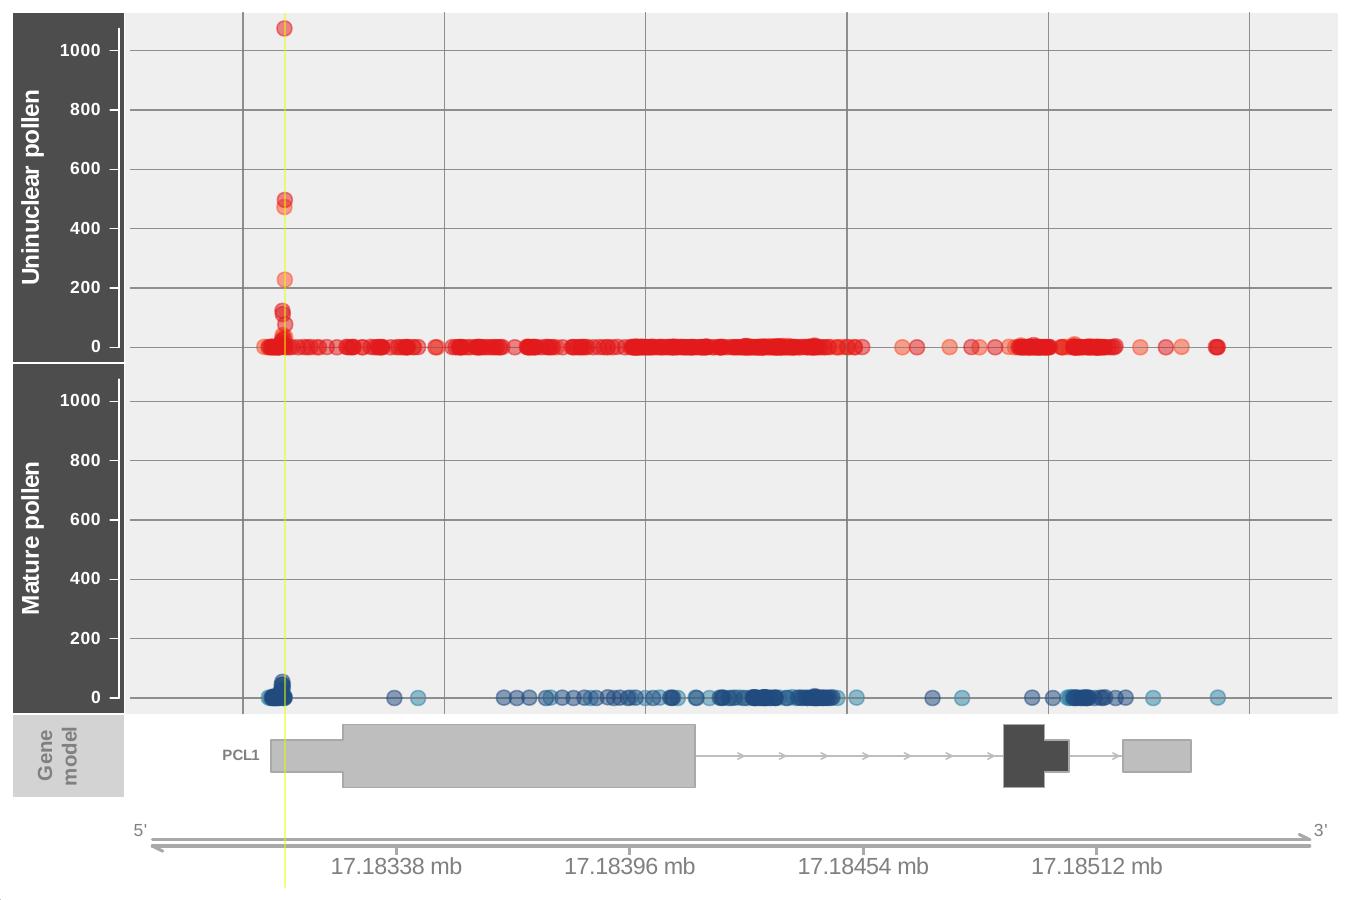 Uninuclear pollen
1000
800
600
400
200
0
Mature pollen
1000
800
600
400
200
0
Gene
model
PCL1
5'
3'
17.18338 mb
17.18396 mb
17.18454 mb
17.18512 mb